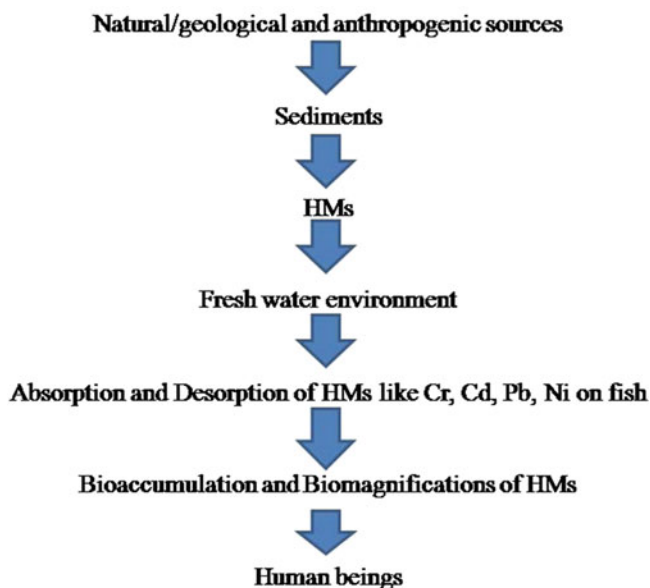 Natural/geological and anthropogenic sources
Sediments
HMs
Fresh water environment
Absorption and Desorption of HMs like Cr, Cd, Pb, Ni on fish
Bioaccumulation and Biomagnifications of HMs
Human beings